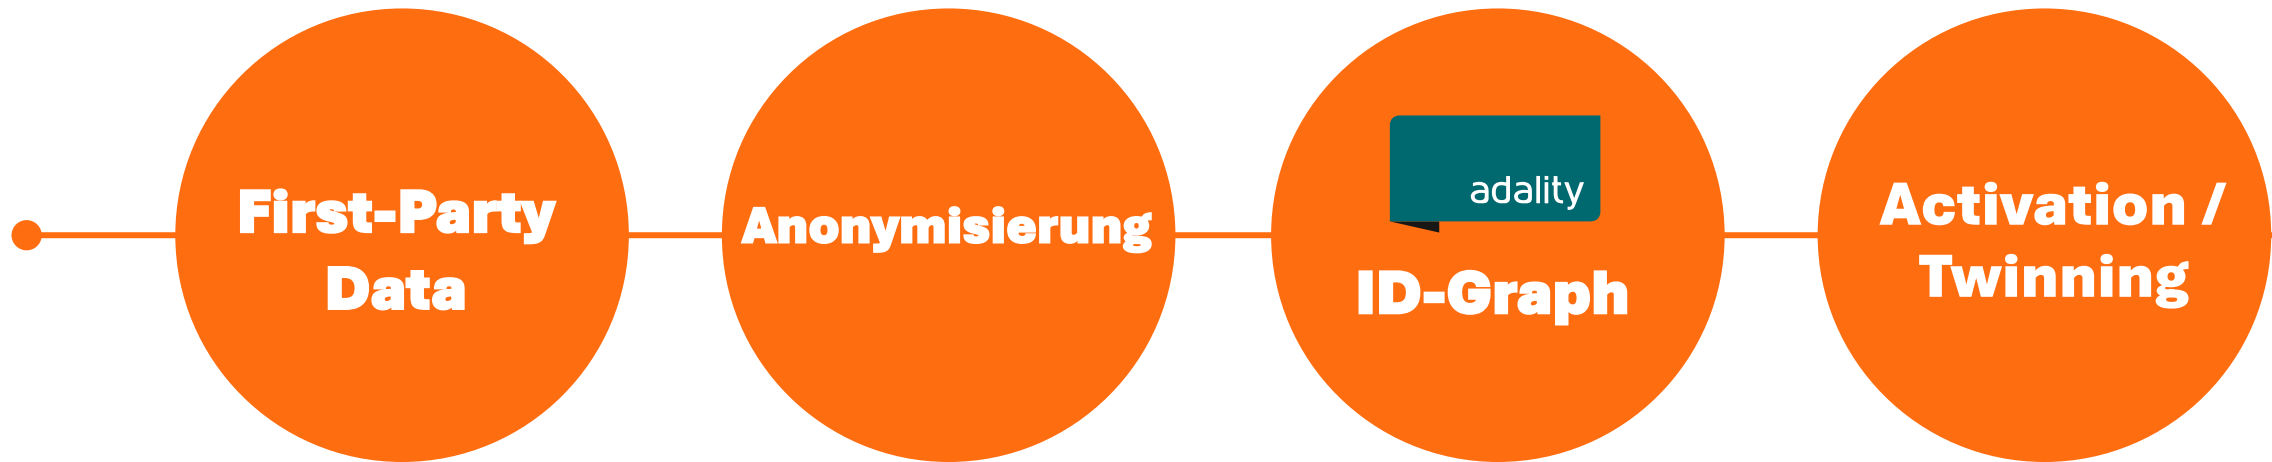 First-Party
Data
Anonymisierung
adality
ID-Graph
Activation /
Twinning